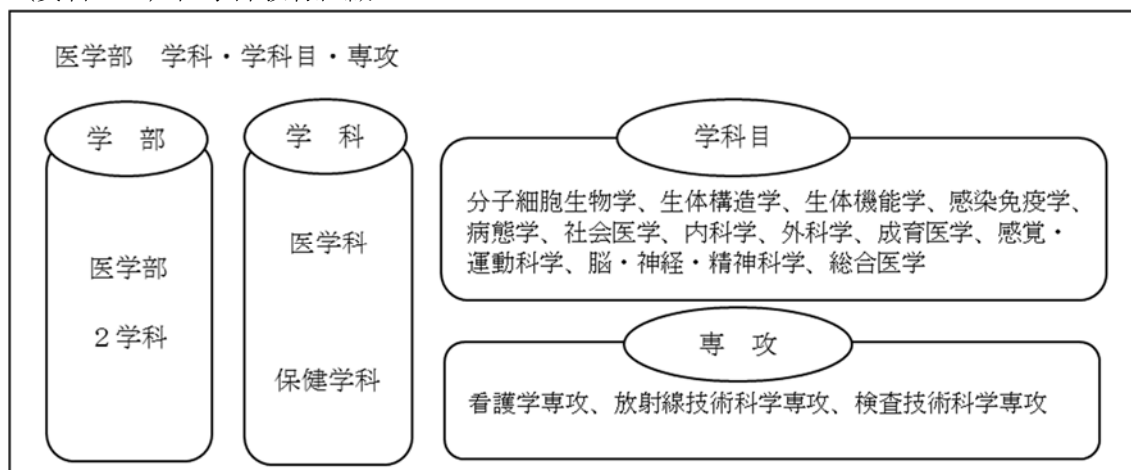 医学部　学科・学科目・専攻
学　部
医学部
２学科
学　科
医学科
保健学科
学科目
分子細胞生物学、生体構造学、生体機能学、感染免疫学、
病態学、社会医学、内科学、外科学、成育医学、感覚・
運動科学、脳・神経・精神科学、総合医学
専　攻
看護学専攻、放射線技術科学専攻、検査技術科学専攻